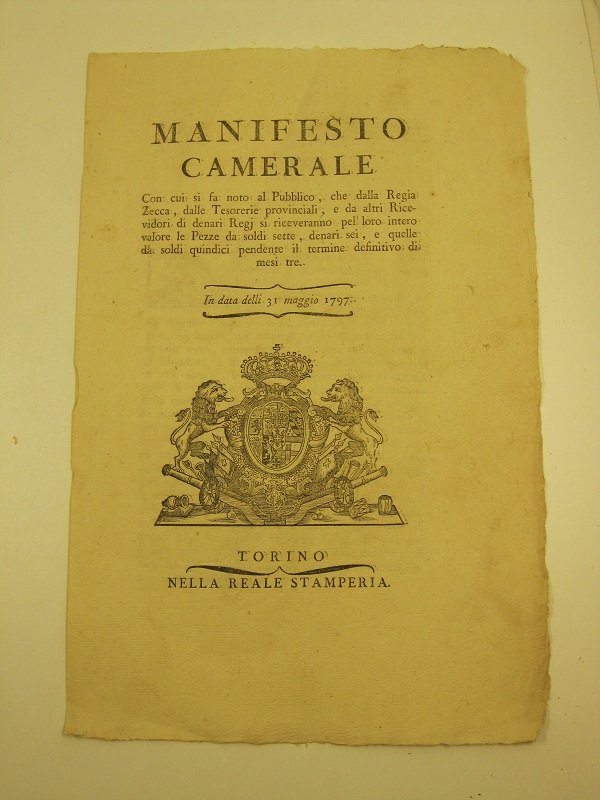 MANIFESTO
CAMERALE
Con cui si fa noto al Pubblico, che dalla Regia
Zecca, dalle Tesorerie provinciali, e da altri Rice-
vidori di denari Regj si riceveranno pel loro intero
valore le Pezze da soldi sette, denari sei, e quelle
da soldi quindici pendente il termine definitivo di
mesi tre.
In data delli 31 maggio 1797.
TORINO
NELLA REALE STAMPERIA.